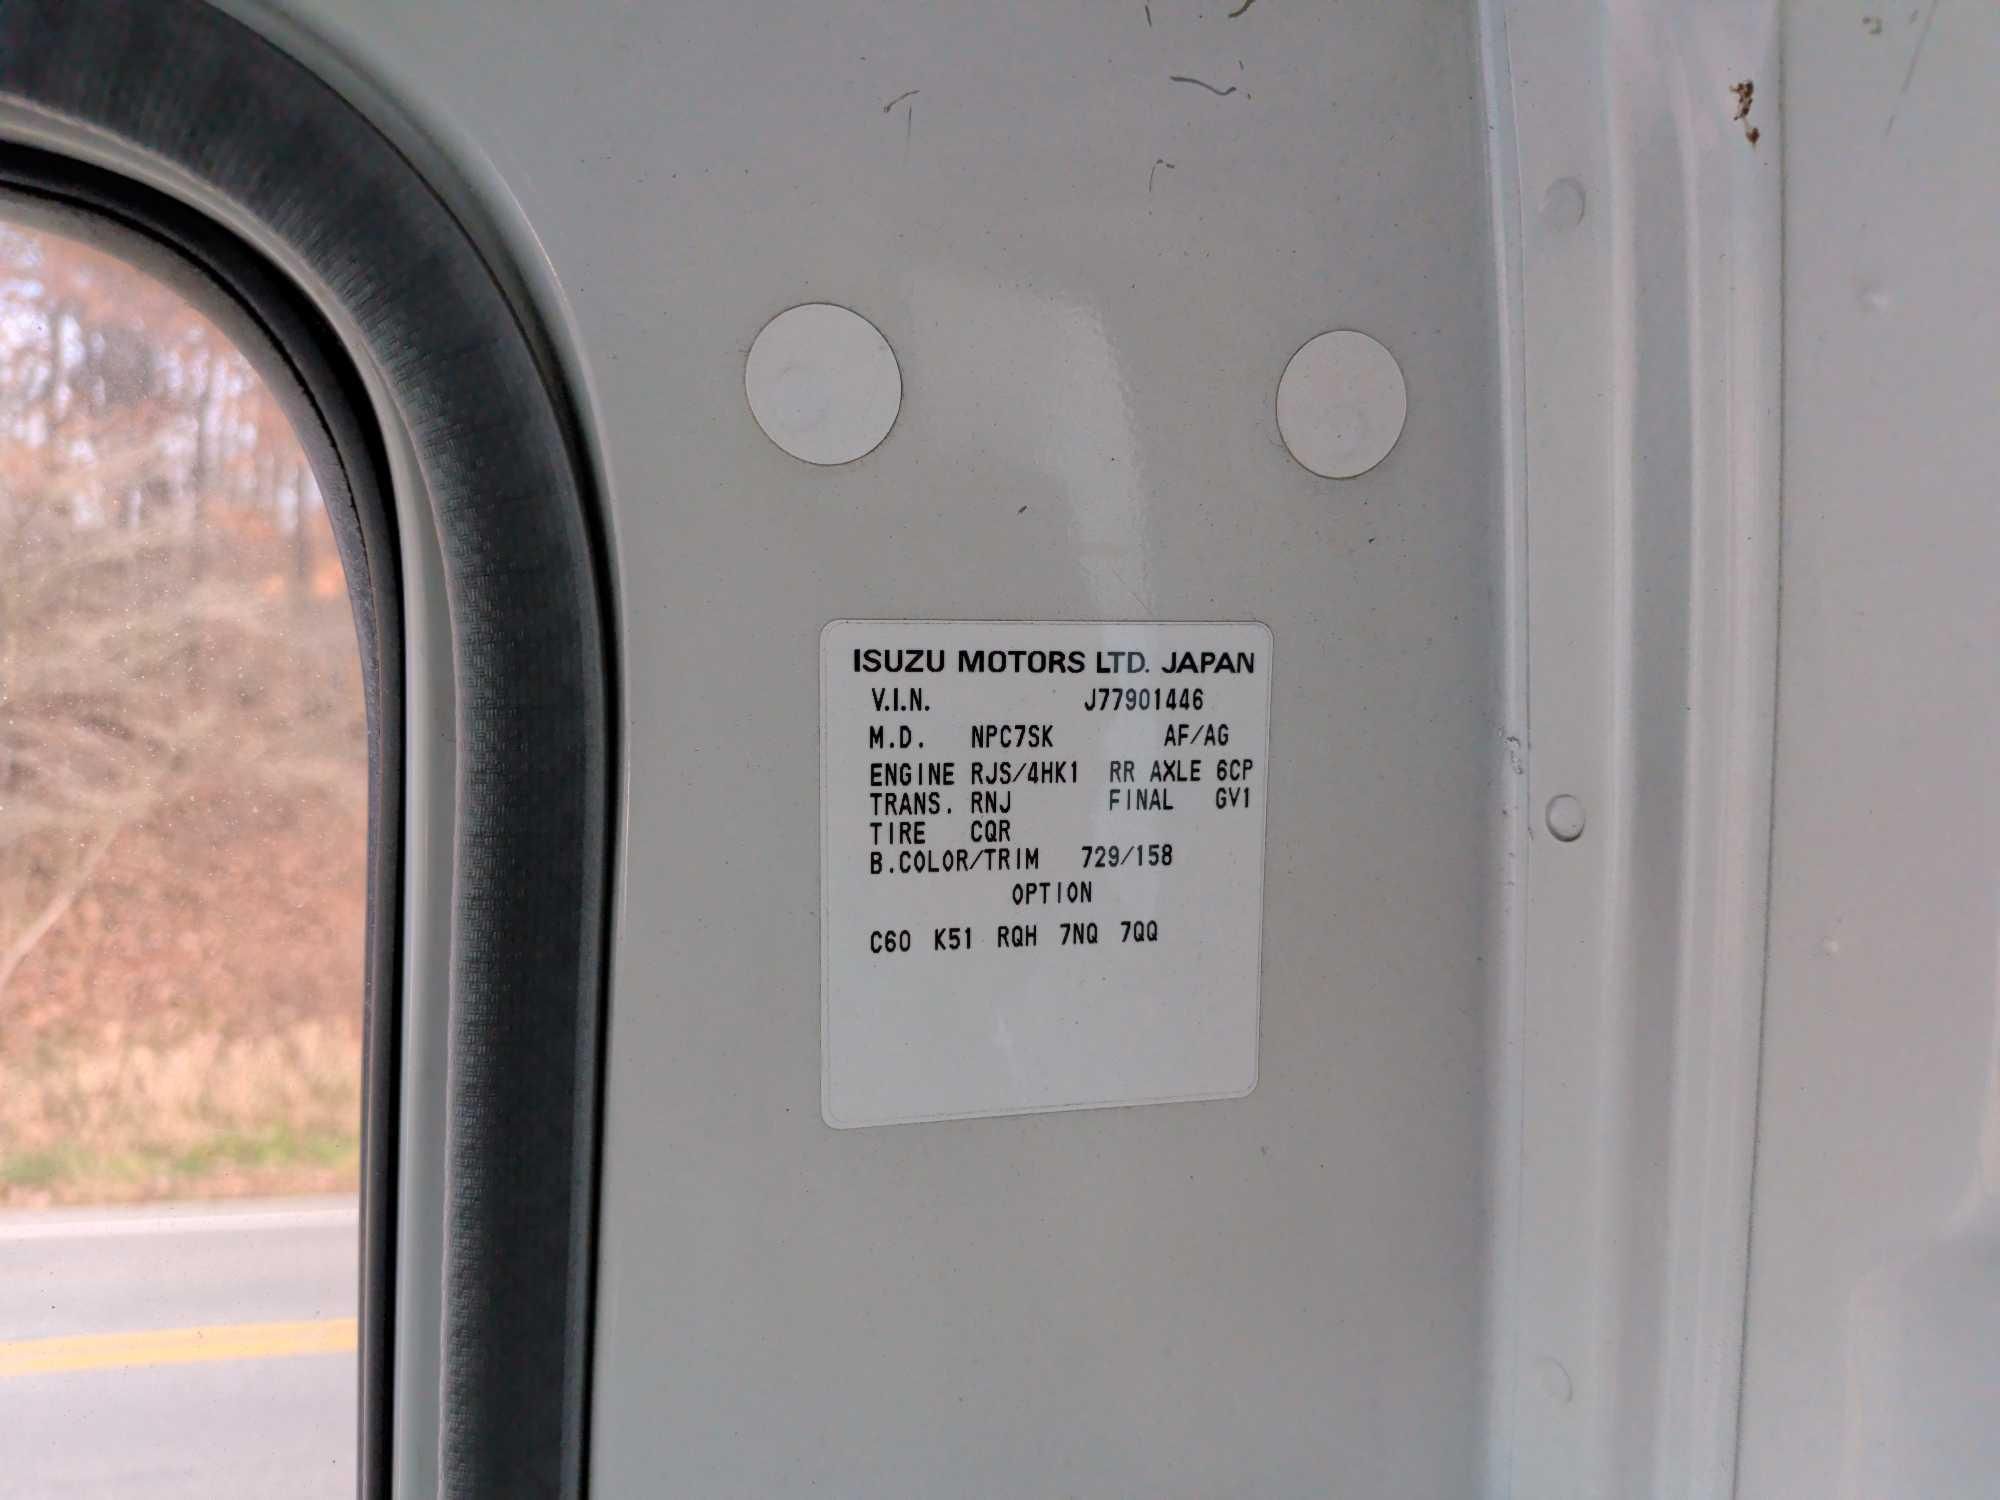 ISUZU MOTORS LTD. JAPAN
V.I.N. J77901446
M.D. NPC7SK AF/AG
ENGINE RJS/4HK1 RR AXLE 6CP
TRANS. RNJ FINAL GV1
TIRE CQR
B.COLOR/TRIM 729/158
OPTION
C60 K51 RQH 7NQ 7QQ